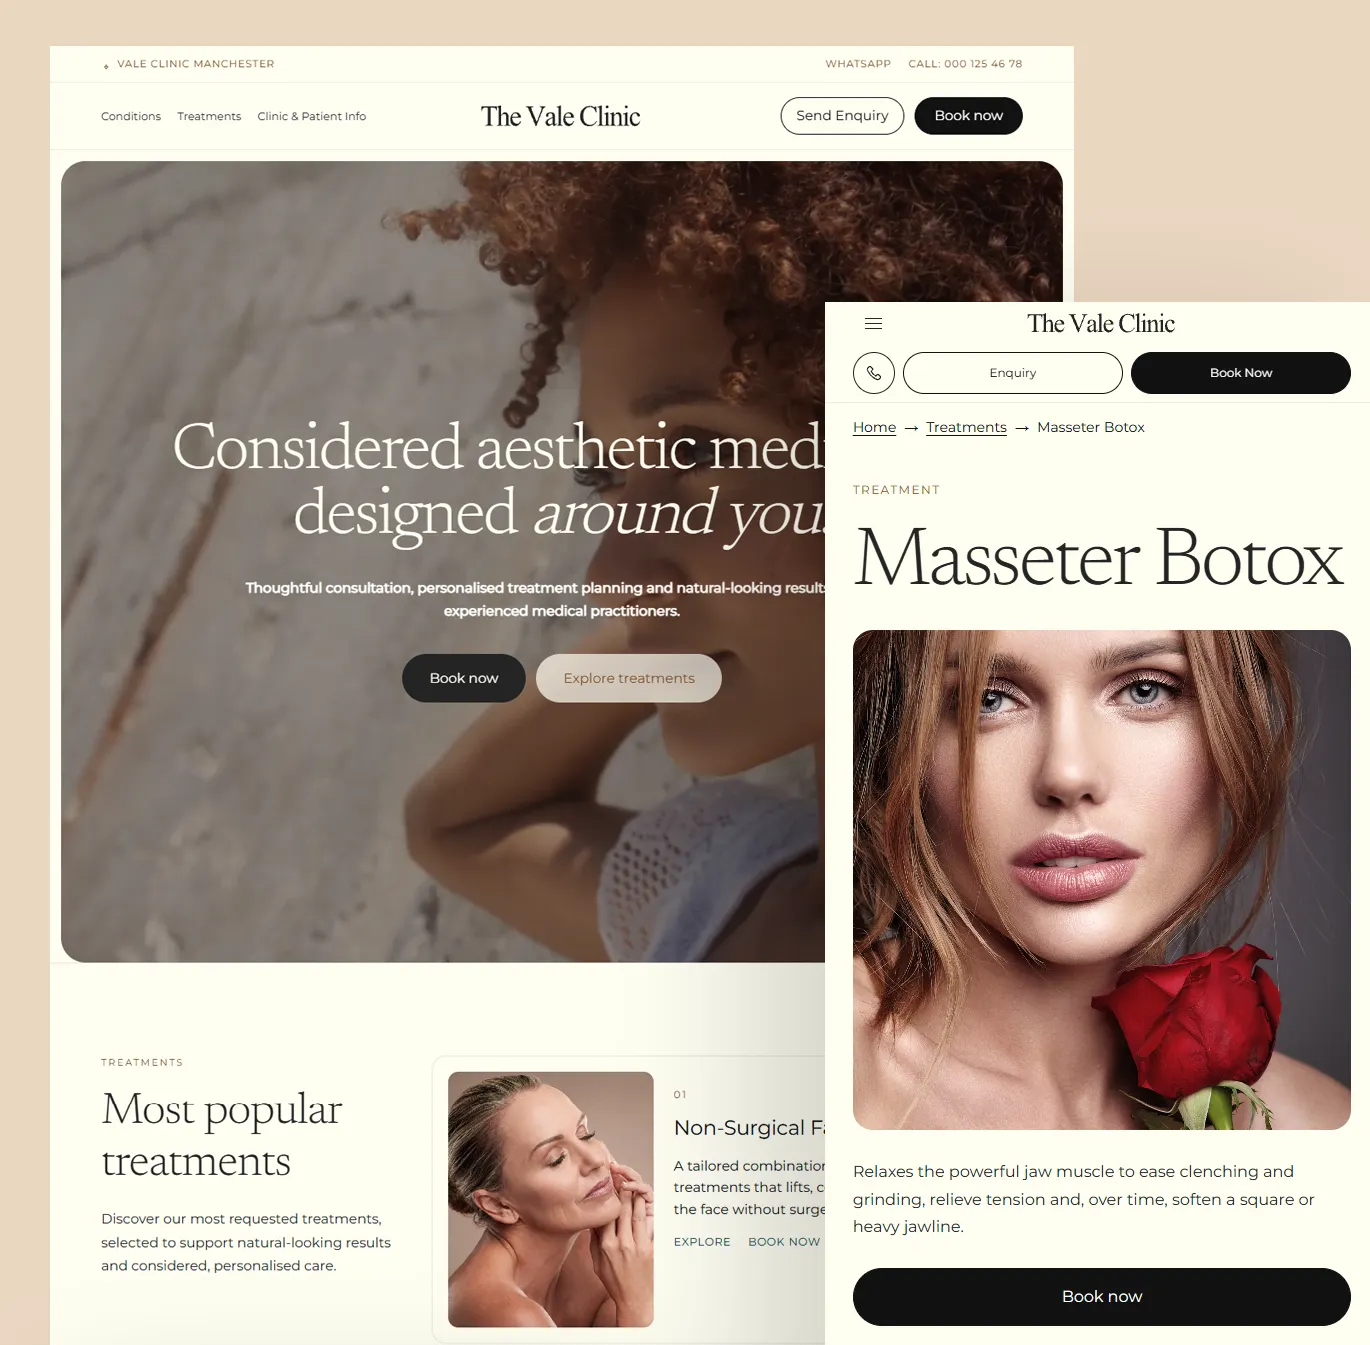 VALE CLINIC MANCHESTER
WHATSAPP CALL: 000 125 46 78
Conditions Treatments Clinic & Patient Info
The Vale Clinic
Send Enquiry Book now
Considered aesthetic medi
designed around you.
Thoughtful consultation, personalised treatment planning and natural-looking results
experienced medical practitioners.
Book now Explore treatments
TREATMENTS
Most popular
treatments
Discover our most requested treatments,
selected to support natural-looking results
and considered, personalised care.
01
Non-Surgical Fa
A tailored combination
treatments that lifts, c
the face without surge
EXPLORE BOOK NOW
The Vale Clinic
Enquiry Book Now
Home → Treatments → Masseter Botox
TREATMENT
Masseter Botox
Relaxes the powerful jaw muscle to ease clenching and
grinding, relieve tension and, over time, soften a square or
heavy jawline.
Book now